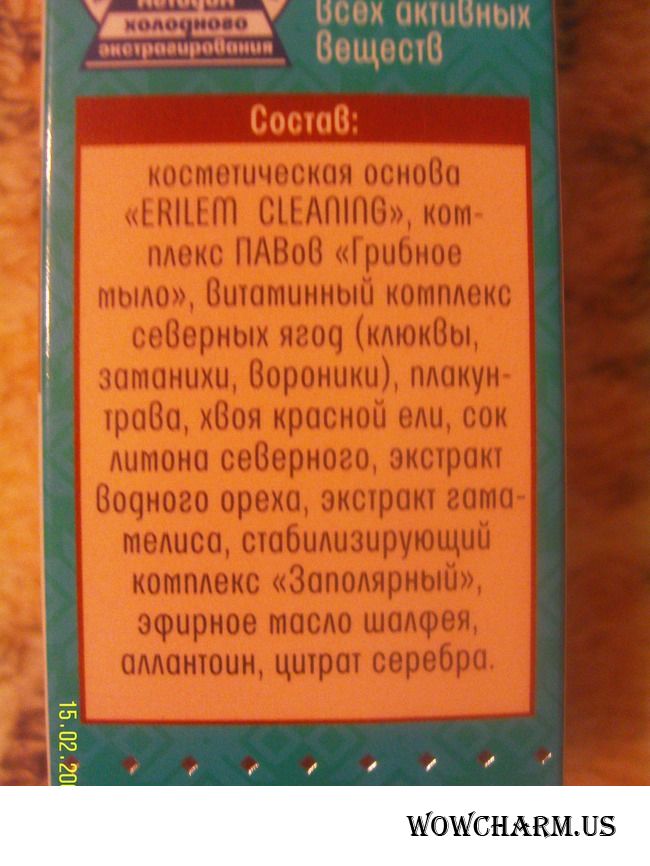 методом
холодного
экстрагирования
всех активных
веществ
Состав:
косметическая основа
«ERILEM CLEANING», ком-
плекс ПАВов «Грибное
мыло», витаминный комплекс
северных ягод (клюквы,
заманихи, вороники), плакун-
трава, хвоя красной ели, сок
лимона северного, экстракт
водного ореха, экстракт гама-
мелиса, стабилизирующий
комплекс «Заполярный»,
эфирное масло шалфея,
аллантоин, цитрат серебра.
15.02.20
WOWCHARM.US